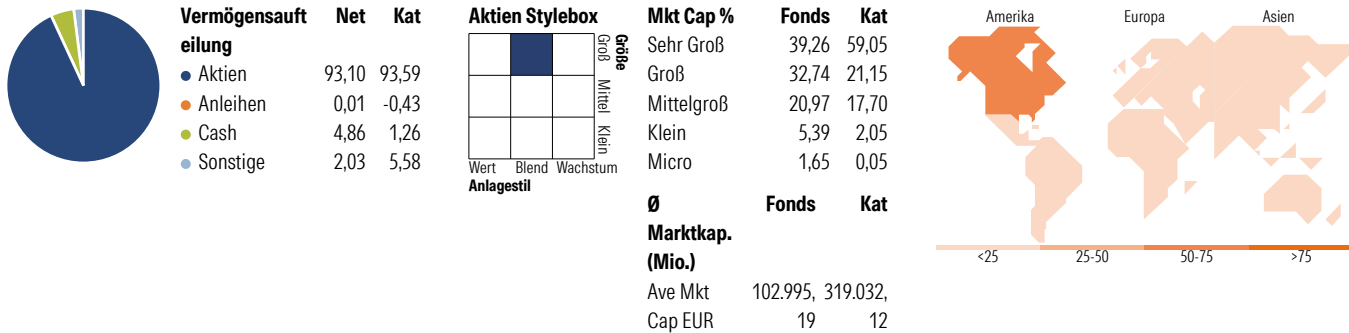 Vermögensauft Net Kat
eilung
Aktien 93,10 93,59
Anleihen 0,01 -0,43
Cash 4,86 1,26
Sonstige 2,03 5,58
Aktien Stylebox
Größe
Groß
Mittel
Klein
Wert Blend Wachstum
Anlagestil
Mkt Cap % Fonds Kat
Sehr Groß 39,26 59,05
Groß 32,74 21,15
Mittelgroß 20,97 17,70
Klein 5,39 2,05
Micro 1,65 0,05
Ø Fonds Kat
Marktkap.
(Mio.)
Ave Mkt 102.995, 319.032,
Cap EUR 19 12
Amerika Europa Asien
<25 25-50 50-75 >75